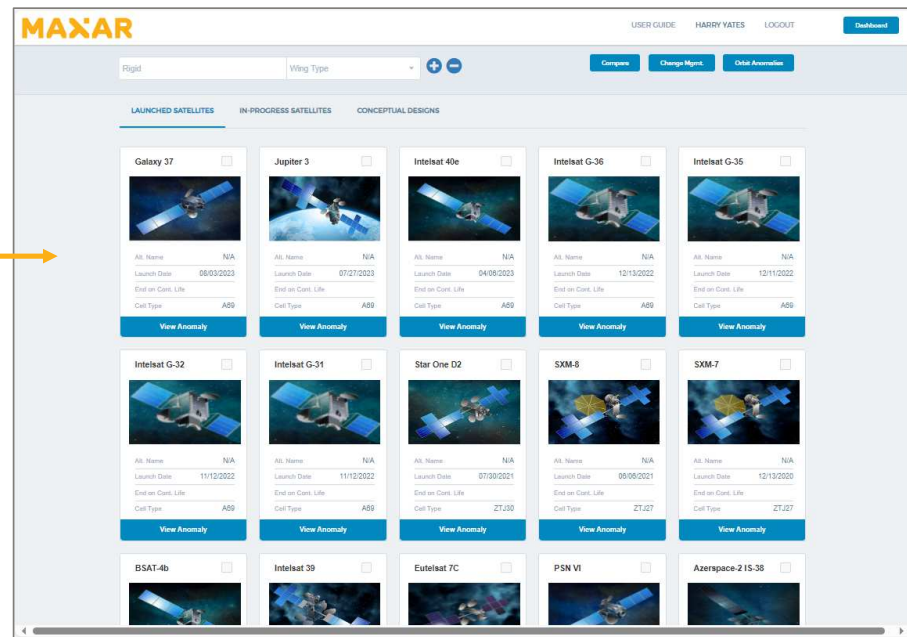 MAXAR
USER GUIDE HARRY YATES LOGOUT Dashboard
Rigid Wing Type Compare Change Mgmt. Orbit Anomalies
LAUNCHED SATELLITES IN-PROGRESS SATELLITES CONCEPTUAL DESIGNS
Galaxy 37 Jupiter 3 Intelsat 40e Intelsat G-36 Intelsat G-35
Alt. Name N/A Alt. Name N/A Alt. Name N/A Alt. Name N/A Alt. Name N/A
Launch Date 08/03/2023 Launch Date 07/27/2023 Launch Date 04/06/2023 Launch Date 12/13/2022 Launch Date 12/11/2022
End on Cont. Life End on Cont. Life End on Cont. Life End on Cont. Life End on Cont. Life
Cell Type A69 Cell Type A69 Cell Type A69 Cell Type A69 Cell Type A69
View Anomaly View Anomaly View Anomaly View Anomaly View Anomaly
Intelsat G-32 Intelsat G-31 Star One D2 SXM-8 SXM-7
Alt. Name N/A Alt. Name N/A Alt. Name N/A Alt. Name N/A Alt. Name N/A
Launch Date 11/12/2022 Launch Date 11/12/2022 Launch Date 07/30/2021 Launch Date 06/06/2021 Launch Date 12/13/2020
End on Cont. Life End on Cont. Life End on Cont. Life End on Cont. Life End on Cont. Life
Cell Type A69 Cell Type A69 Cell Type ZTJ30 Cell Type ZTJ27 Cell Type ZTJ27
View Anomaly View Anomaly View Anomaly View Anomaly View Anomaly
BSAT-4b Intelsat 39 Eutelsat 7C PSN VI Azerspace-2 IS-38